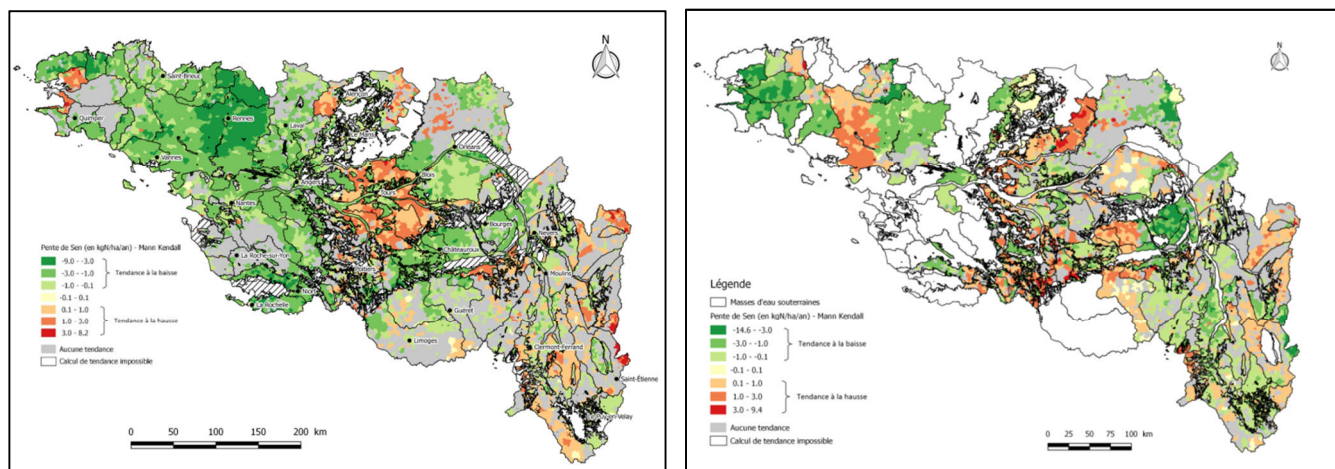 N
Saint-Brieuc
Quimper
Rennes
Laval
Le Mans
Vannes
Orléans
Angers
Blois
Tours
Nantes
Bourges
Nevers
Châteauroux
La Roche-sur-Yon
Poitiers
Moulins
Niort
La Rochelle
Guéret
Limoges
Clermont-Ferrand
Saint-Étienne
Pente de Sen (en kgN/ha/an) - Mann Kendall
-9.0 - -3.0
-3.0 - -1.0 Tendance à la baisse
-1.0 - -0.1
-0.1 - 0.1
0.1 - 1.0
1.0 - 3.0 Tendance à la hausse
3.0 - 8.2
Aucune tendance
Calcul de tendance impossible
0 50 100 150 200 km
N
Légende
Masses d'eau souterraines
Pente de Sen (en kgN/ha/an) - Mann Kendall
-14.6 - -3.0
-3.0 - -1.0 Tendance à la baisse
-1.0 - -0.1
-0.1 - 0.1
0.1 - 1.0
1.0 - 3.0 Tendance à la hausse
3.0 - 9.4
Aucune tendance
Calcul de tendance impossible
0 25 50 75 100 km